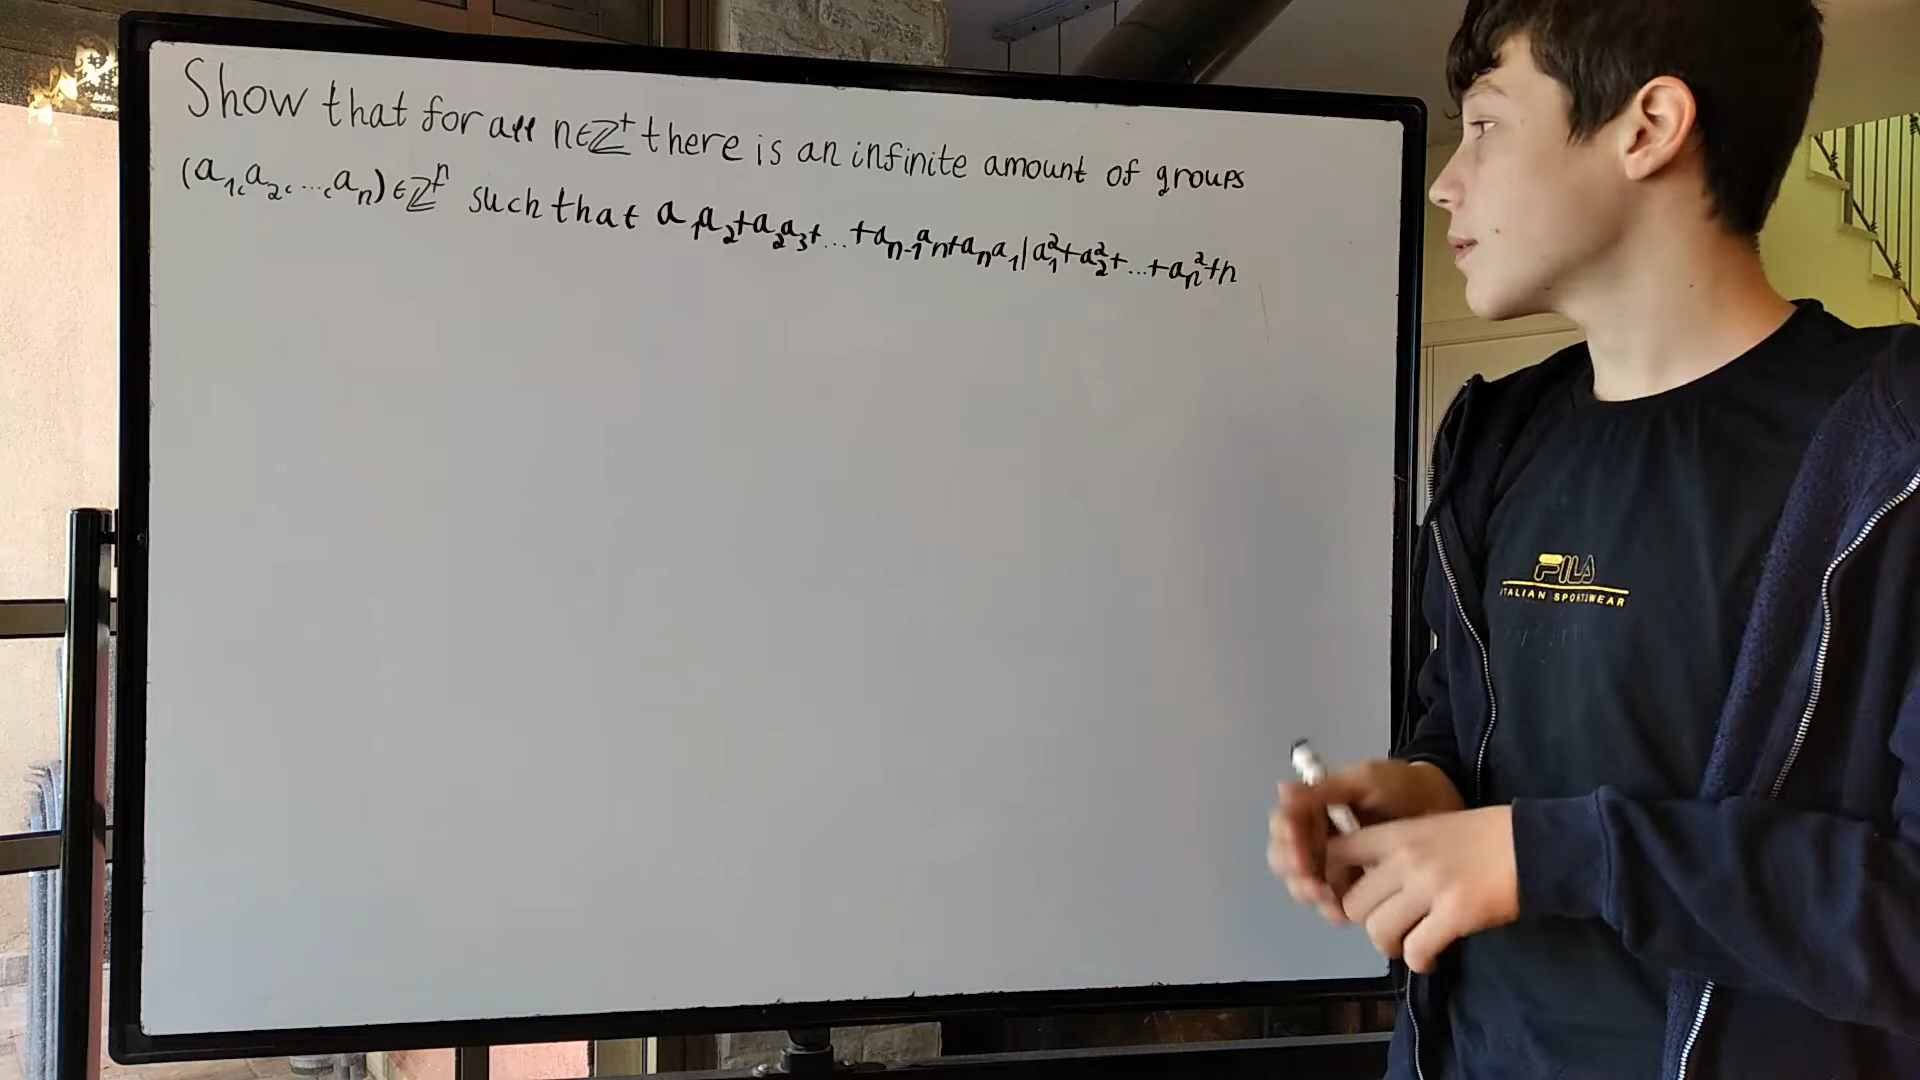 Show that for all n∈ℤ⁺ there is an infinite amount of groups
(a₁,a₂,...,aₙ)∈ℤⁿ such that a₁a₂+a₂a₃+...+aₙ₋₁aₙ+aₙa₁|a₁²+a₂²+...+aₙ²+n
FILA
ITALIAN SPORTSWEAR